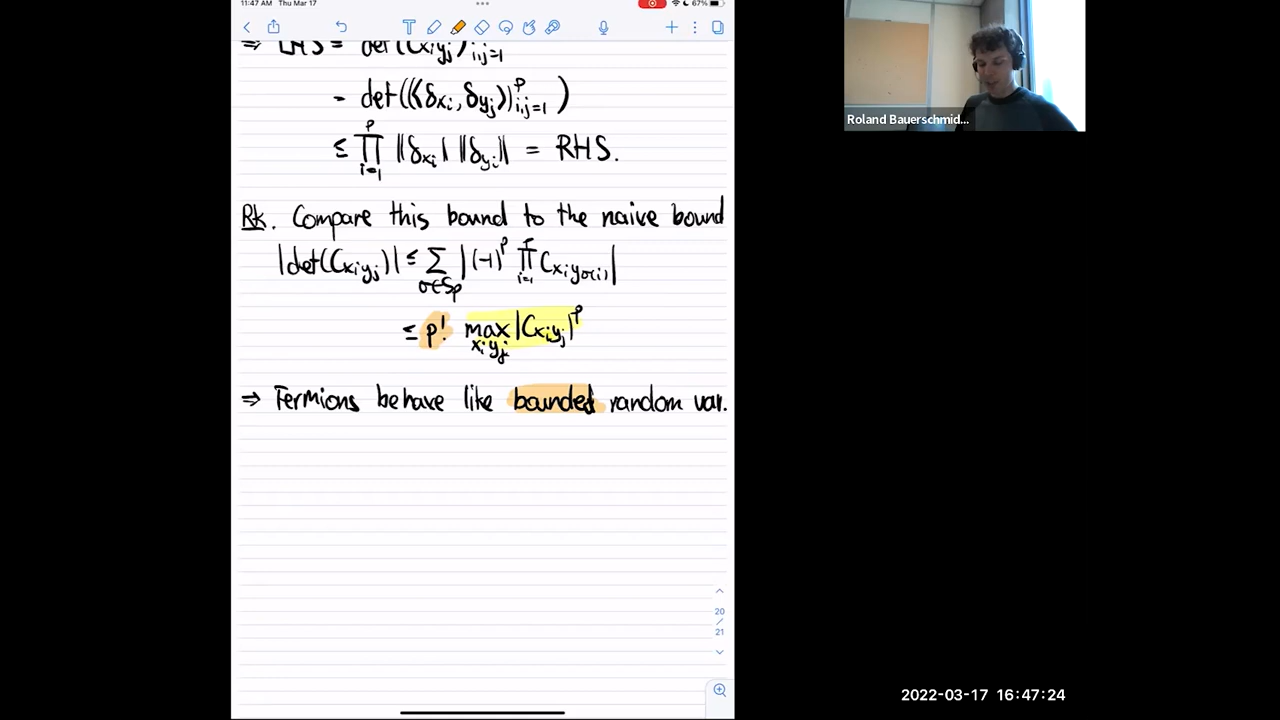 11:47 AM Thu Mar 17
67%
⇒ LHS = det(C_{x_i y_j})_{i,j=1}
= det((⟨δ_{x_i}, δ_{y_j}⟩)_{i,j=1}^p)
≤ ∏_{i=1}^p ‖δ_{x_i}‖ ‖δ_{y_i}‖ = RHS.
Rk. Compare this bound to the naive bound
|det(C_{x_i y_j})| ≤ ∑_{σ∈S_p} |(-1)^p ∏_{i=1}^p C_{x_i y_{σ(i)}}|
≤ p! max_{x_i y_j} |C_{x_i y_j}|^p
⇒ Fermions behave like bounded random var.
20
/
21
Roland Bauerschmid...
2022-03-17 16:47:24